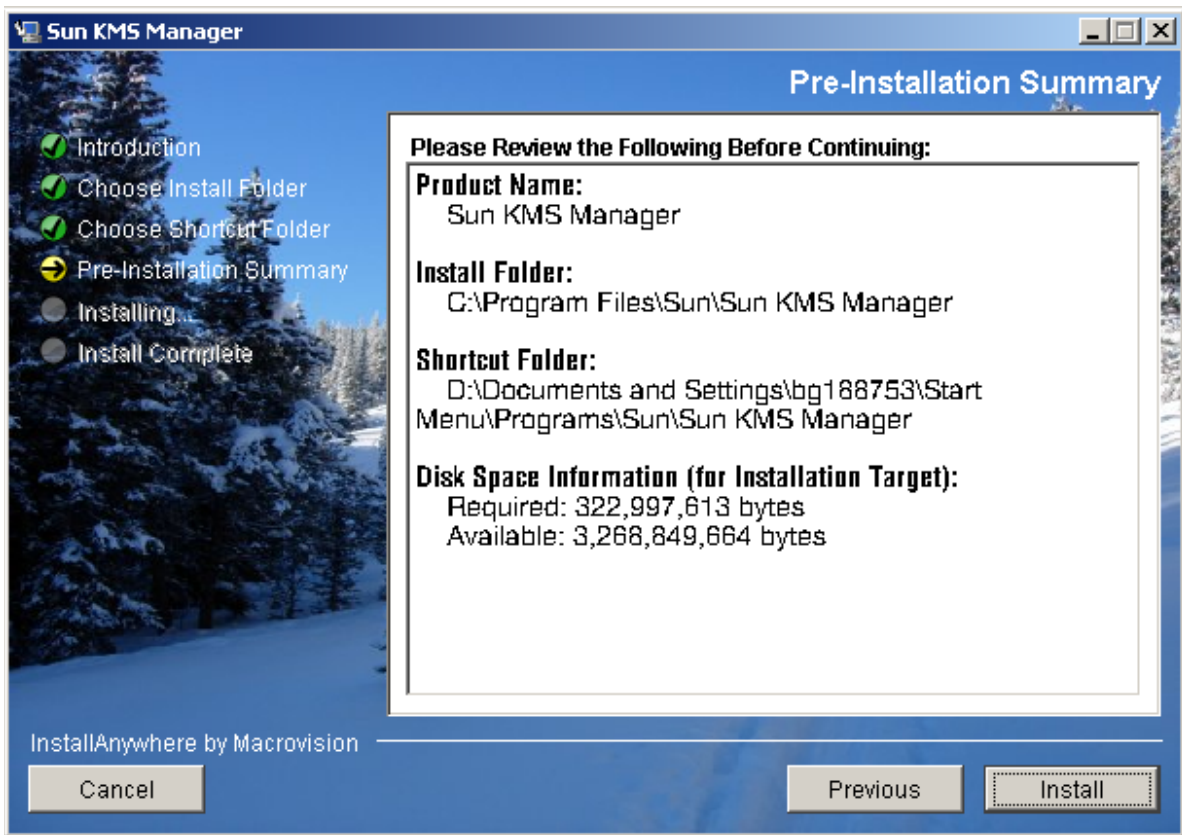 Sun KMS Manager
Pre-Installation Summary
Introduction
Choose Install Folder
Choose Shortcut Folder
Pre-Installation Summary
Installing...
Install Complete
Please Review the Following Before Continuing:
Product Name:
Sun KMS Manager
Install Folder:
C:\Program Files\Sun\Sun KMS Manager
Shortcut Folder:
D:\Documents and Settings\bg188753\Start
Menu\Programs\Sun\Sun KMS Manager
Disk Space Information (for Installation Target):
Required: 322,997,613 bytes
Available: 3,268,849,664 bytes
InstallAnywhere by Macrovision
Cancel
Previous
Install